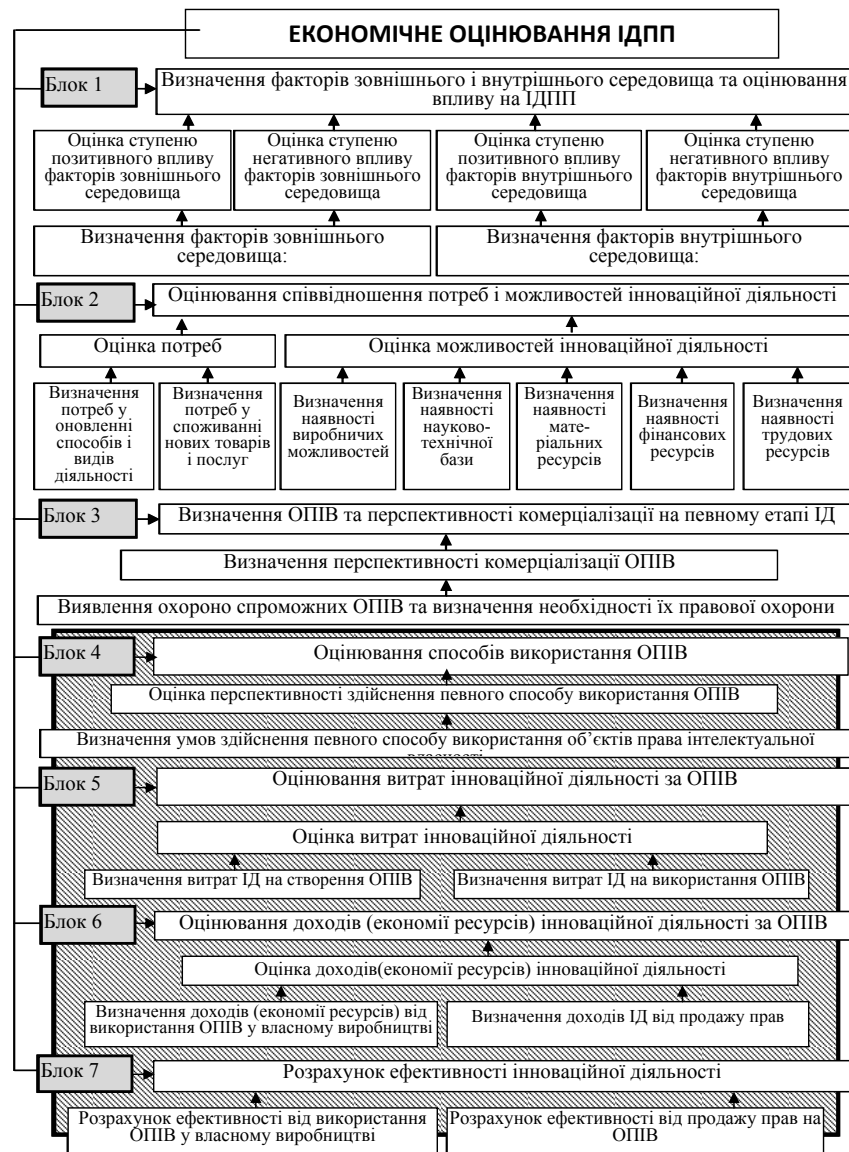 ЕКОНОМІЧНЕ ОЦІНЮВАННЯ ІДПП
Блок 1
Визначення факторів зовнішнього і внутрішнього середовища та оцінювання
впливу на ІДПП
Оцінка ступеню
позитивного впливу
факторів зовнішнього
середовища
Оцінка ступеню
негативного впливу
факторів зовнішнього
середовища
Оцінка ступеню
позитивного впливу
факторів внутрішнього
середовища
Оцінка ступеню
негативного впливу
факторів внутрішнього
середовища
Визначення факторів зовнішнього
середовища:
Визначення факторів внутрішнього
середовища:
Блок 2
Оцінювання співвідношення потреб і можливостей інноваційної діяльності
Оцінка потреб
Оцінка можливостей інноваційної діяльності
Визначення
потреб у
оновленні
способів і
видів
діяльності
Визначення
потреб у
споживанні
нових товарів
і послуг
Визначення
наявності
виробничих
можливостей
Визначення
наявності
науково-
технічної
бази
Визначення
наявності
мате-
ріальних
ресурсів
Визначення
наявності
фінансових
ресурсів
Визначення
наявності
трудових
ресурсів
Блок 3
Визначення ОПІВ та перспективності комерціалізації на певному етапі ІД
Визначення перспективності комерціалізації ОПІВ
Виявлення охороно спроможних ОПІВ та визначення необхідності їх правової охорони
Блок 4
Оцінювання способів використання ОПІВ
Оцінка перспективності здійснення певного способу використання ОПІВ
Визначення умов здійснення певного способу використання об’єктів права інтелектуальної
власності
Блок 5
Оцінювання витрат інноваційної діяльності за ОПІВ
Оцінка витрат інноваційної діяльності
Визначення витрат ІД на створення ОПІВ
Визначення витрат ІД на використання ОПІВ
Блок 6
Оцінювання доходів (економії ресурсів) інноваційної діяльності за ОПІВ
Оцінка доходів(економії ресурсів) інноваційної діяльності
Визначення доходів (економії ресурсів) від
використання ОПІВ у власному виробництві
Визначення доходів ІД від продажу прав
Блок 7
Розрахунок ефективності інноваційної діяльності
Розрахунок ефективності від використання
ОПІВ у власному виробництві
Розрахунок ефективності від продажу прав на
ОПІВ